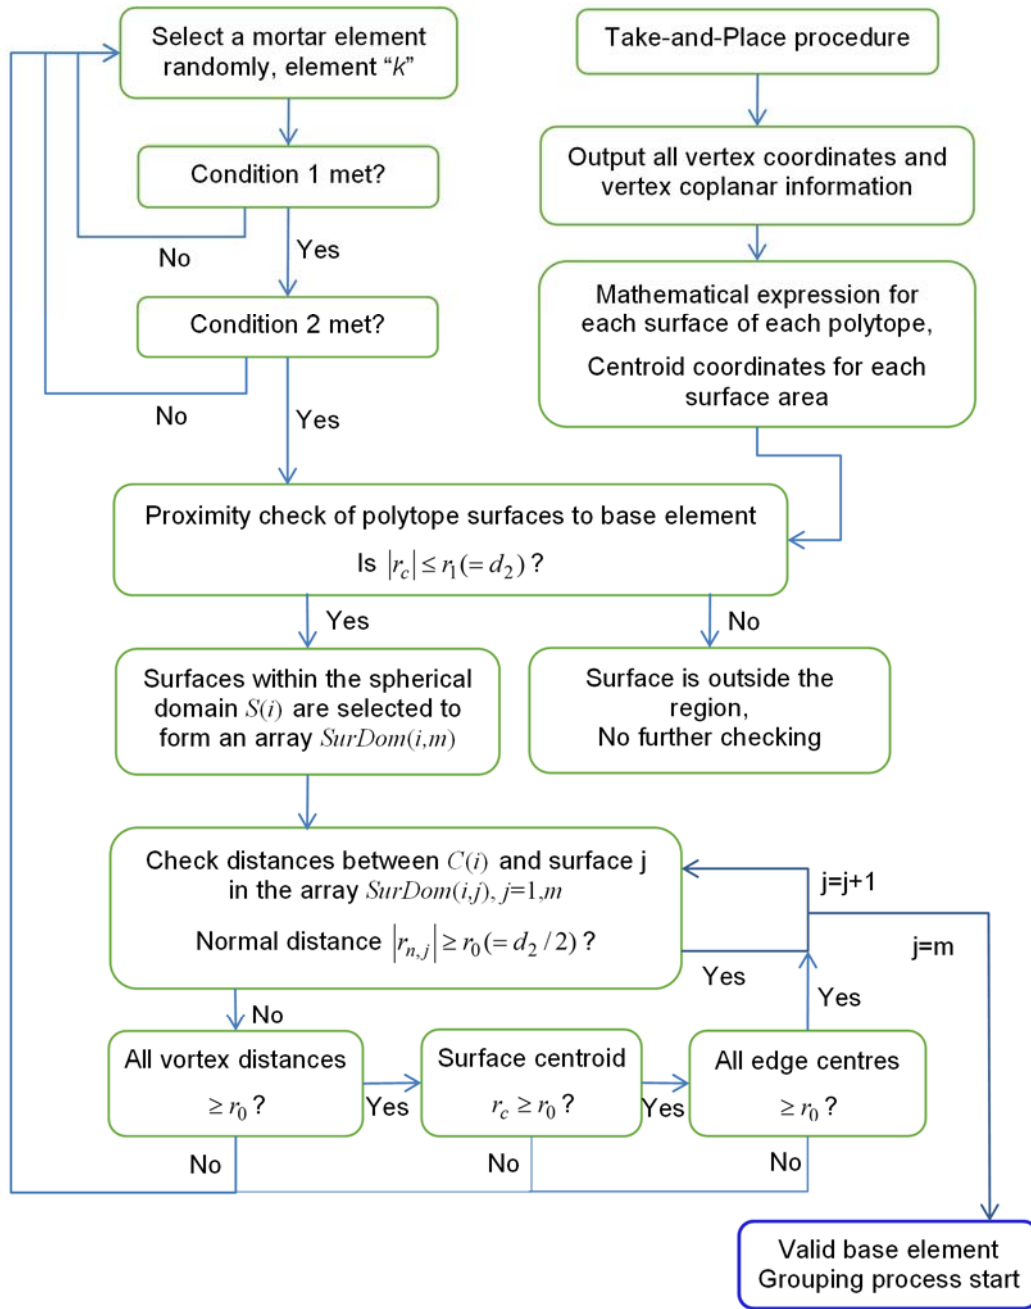 Select a mortar element
randomly, element “k”
Take-and-Place procedure
Condition 1 met?
Output all vertex coordinates and
vertex coplanar information
No
Yes
Condition 2 met?
Mathematical expression for
each surface of each polytope,
Centroid coordinates for each
surface area
No
Yes
Proximity check of polytope surfaces to base element
Is |r_c| ≤ r_1(= d_2) ?
Yes
No
Surfaces within the spherical
domain S(i) are selected to
form an array SurDom(i,m)
Surface is outside the
region,
No further checking
Check distances between C(i) and surface j
in the array SurDom(i,j), j=1,m
Normal distance |r_{n,j}| ≥ r_0(= d_2 / 2) ?
j=j+1
j=m
Yes
Yes
No
All vortex distances
≥ r_0 ?
Yes
Surface centroid
r_c ≥ r_0 ?
Yes
All edge centres
≥ r_0 ?
No
No
No
Valid base element
Grouping process start